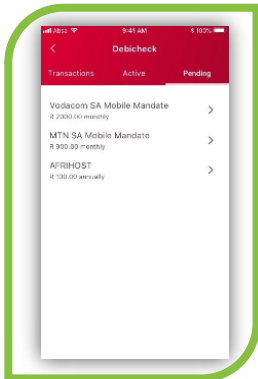 Absa 9:41 AM 100%
Debicheck
Transactions Active Pending
Vodacom SA Mobile Mandate
R 2000.00 monthly
MTN SA Mobile Mandate
R 900.00 monthly
AFRIHOST
R 130.00 annually